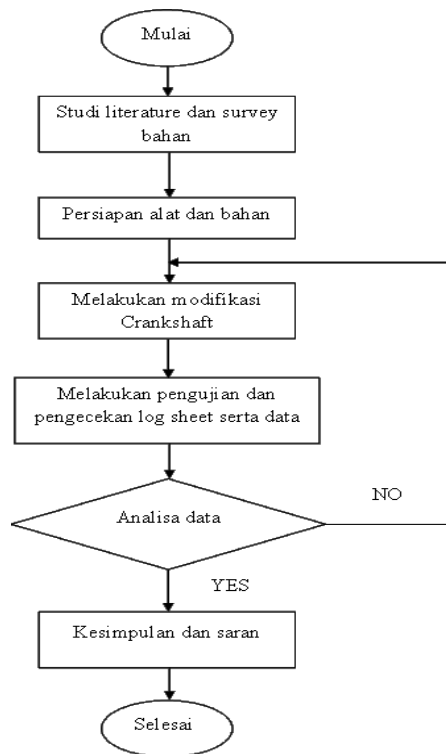 Mulai
Studi literature dan survey
bahan
Persiapan alat dan bahan
Melakukan modifikasi
Crankshaft
Melakukan pengujian dan
pengecekan log sheet serta data
Analisa data
NO
YES
Kesimpulan dan saran
Selesai